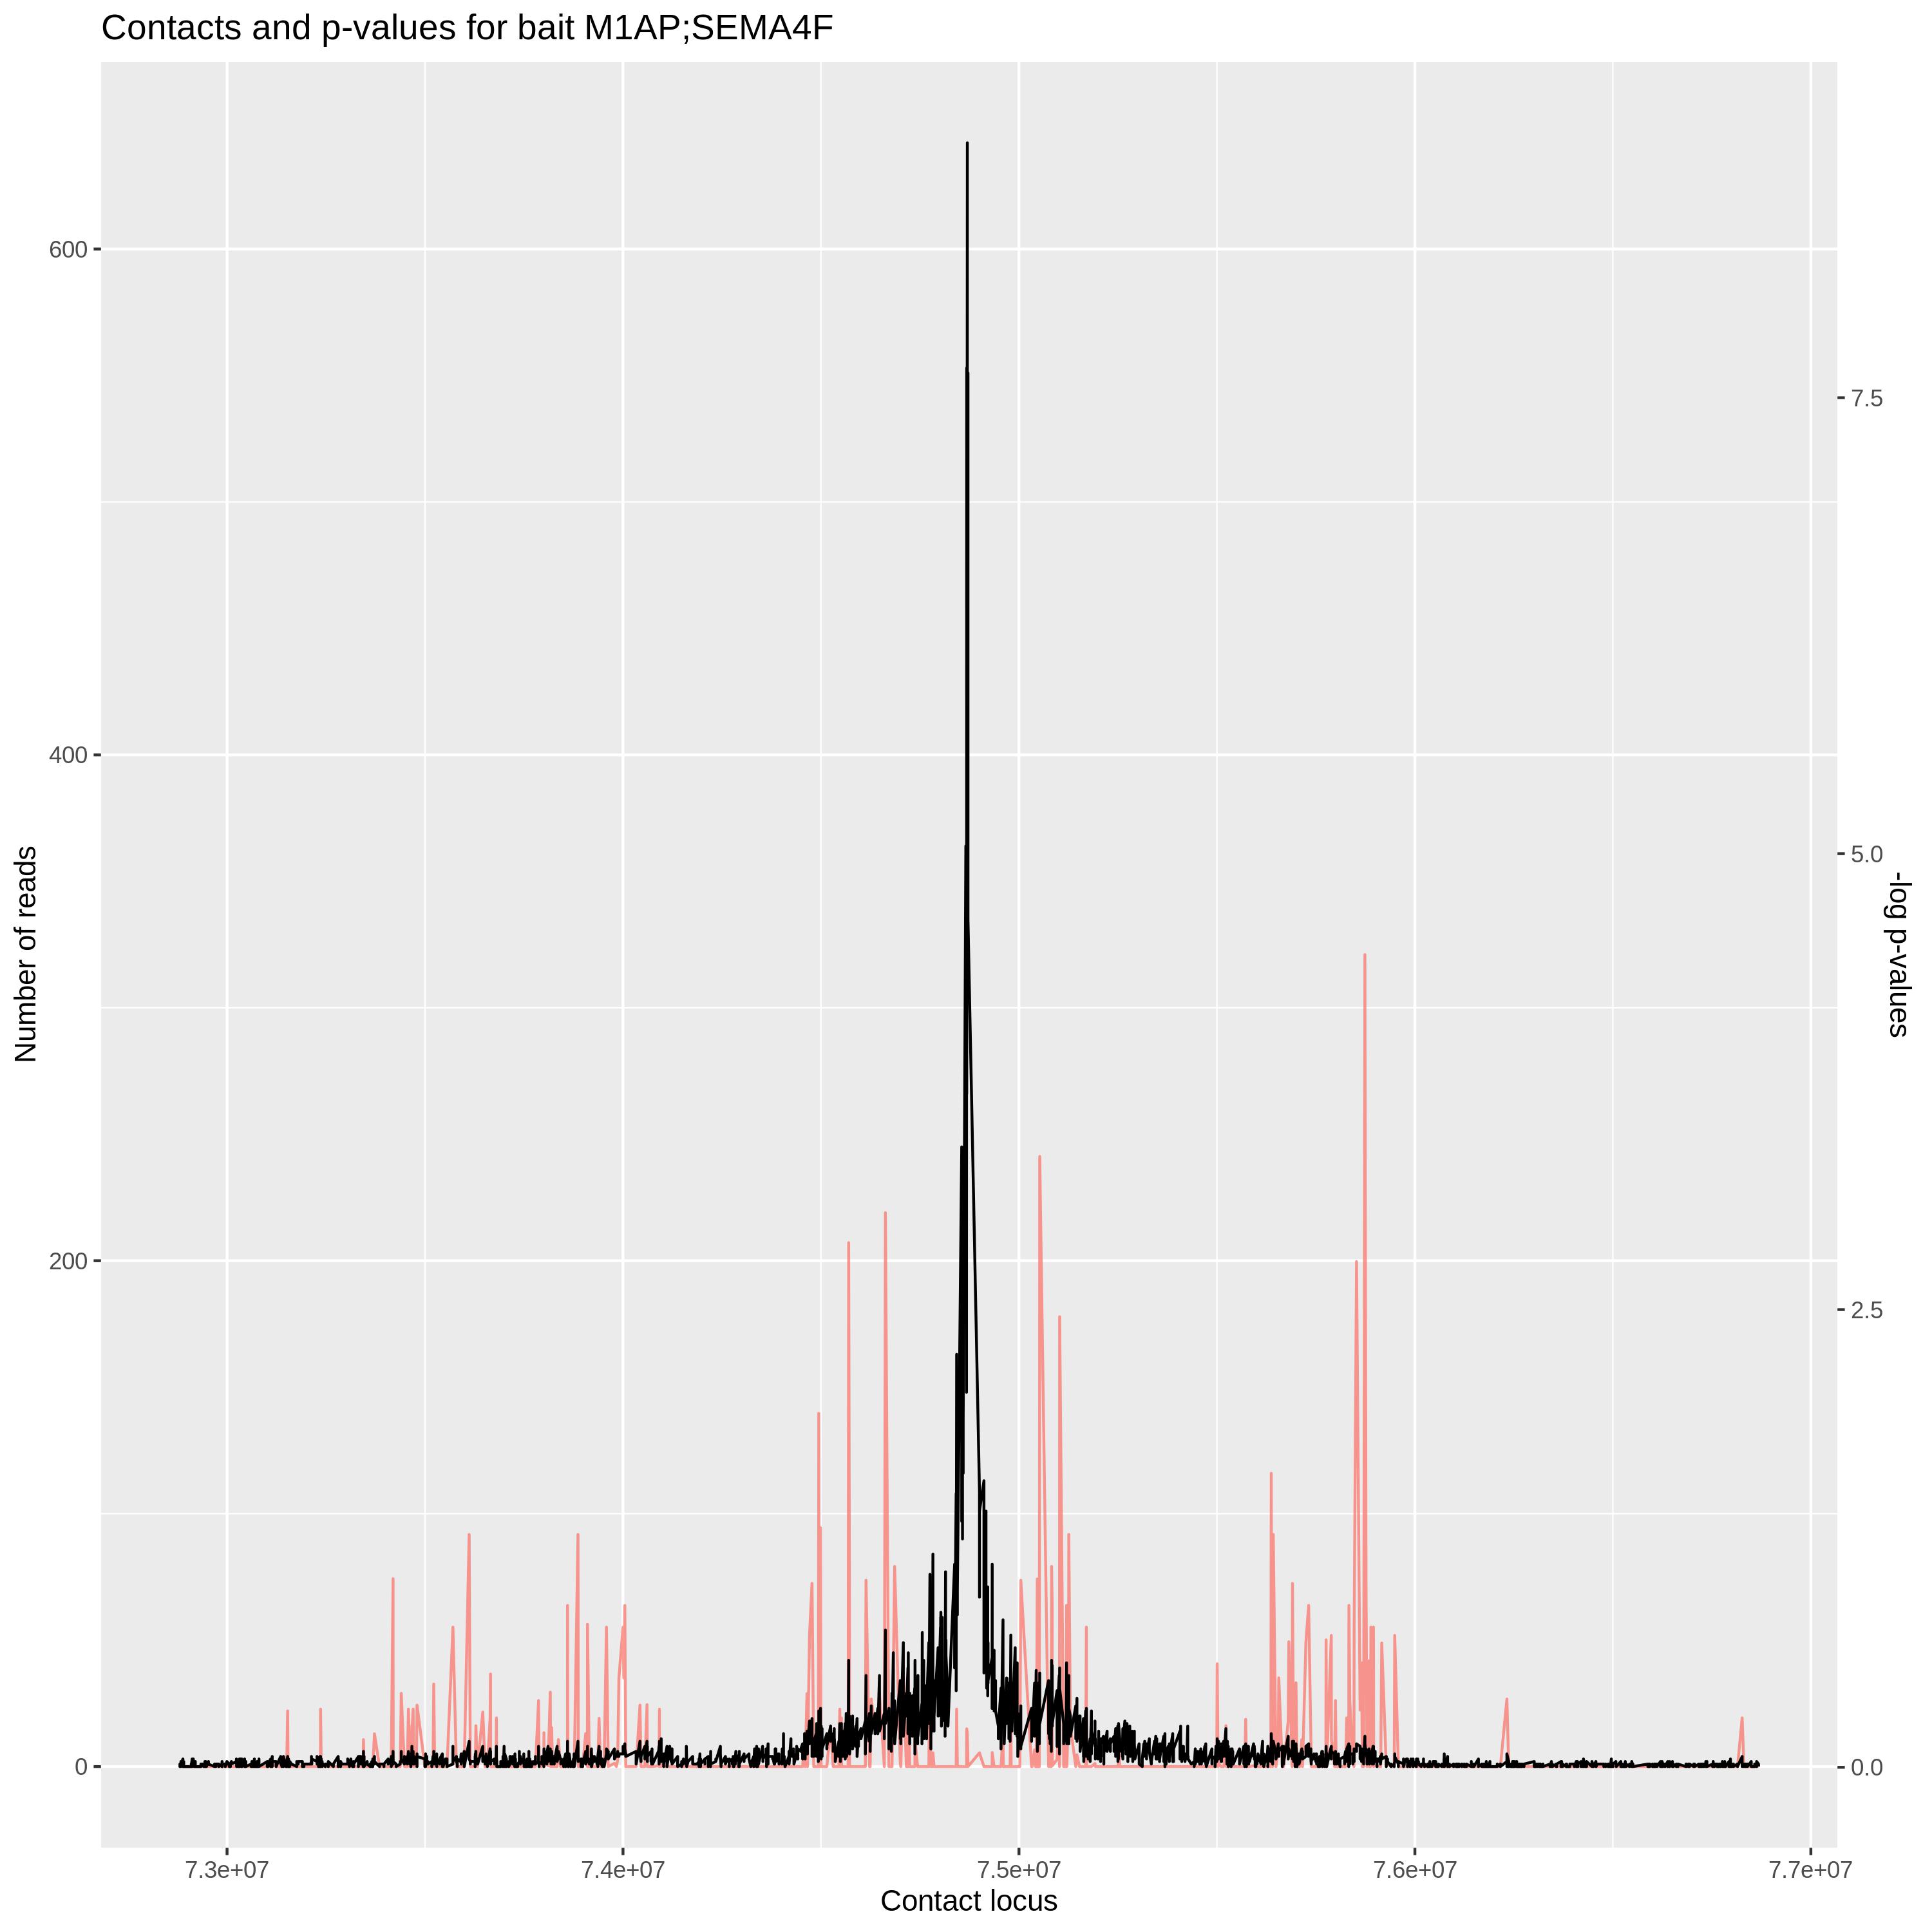 Contacts and p-values for bait M1AP;SEMA4F
600
400
200
0
Number of reads
7.5
5.0
2.5
0.0
-log p-values
7.3e+07
7.4e+07
7.5e+07
7.6e+07
7.7e+07
Contact locus